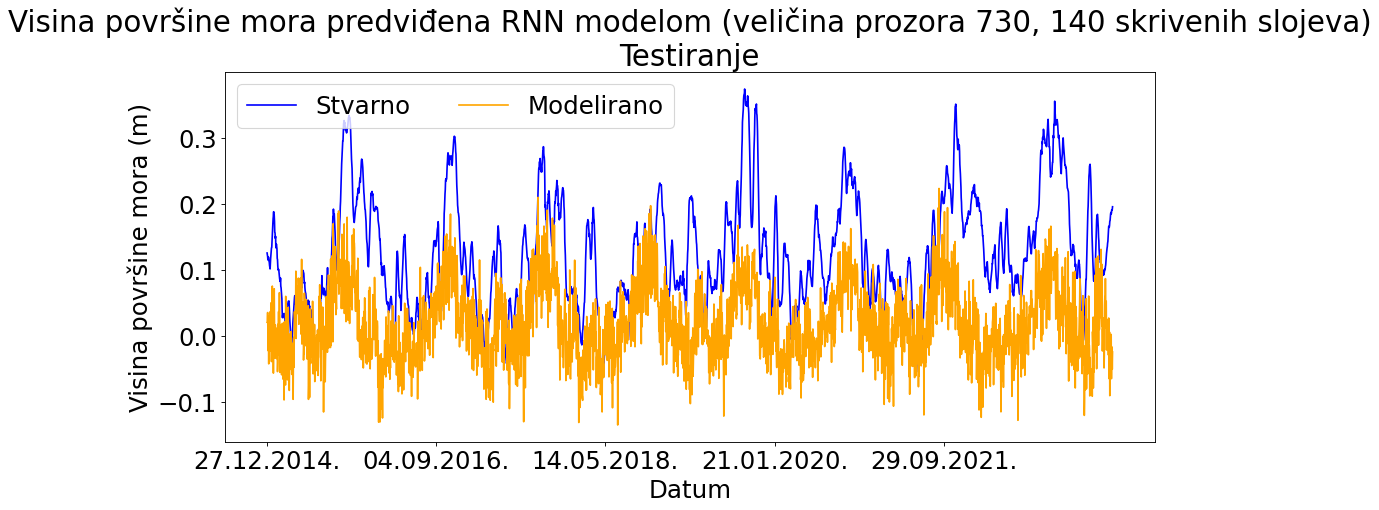 Visina površine mora predviđena RNN modelom (veličina prozora 730, 140 skrivenih slojeva)
Testiranje
Stvarno Modelirano
Visina površine mora (m)
0.3
0.2
0.1
0.0
−0.1
27.12.2014. 04.09.2016. 14.05.2018. 21.01.2020. 29.09.2021.
Datum